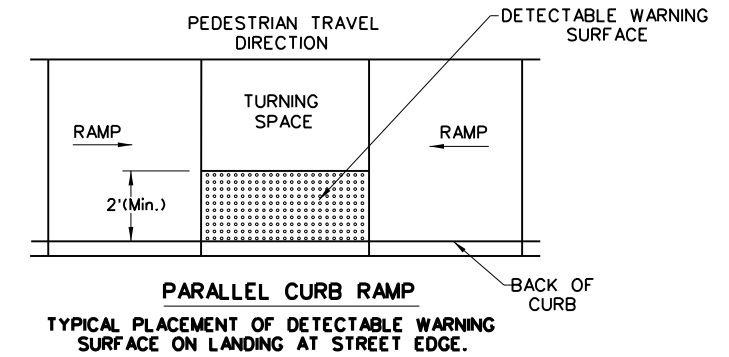 PEDESTRIAN TRAVEL
DIRECTION
DETECTABLE WARNING
SURFACE
TURNING
SPACE
RAMP
RAMP
2'(Min.)
BACK OF
CURB
PARALLEL CURB RAMP
TYPICAL PLACEMENT OF DETECTABLE WARNING
SURFACE ON LANDING AT STREET EDGE.